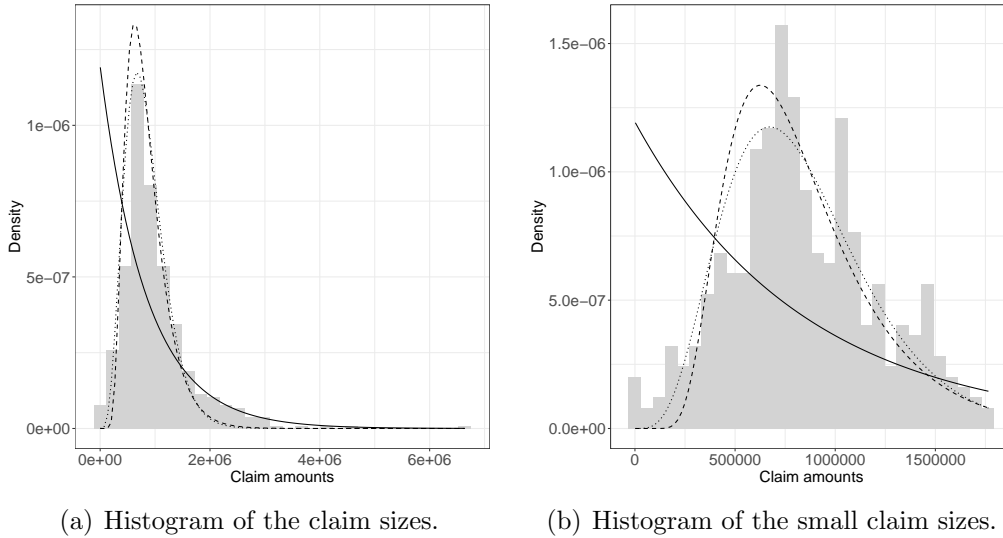 1e−06
5e−07
0e+00
Density
0e+00 2e+06 4e+06 6e+06
Claim amounts
(a) Histogram of the claim sizes.
1.5e−06
1.0e−06
5.0e−07
0.0e+00
Density
0 500000 1000000 1500000
Claim amounts
(b) Histogram of the small claim sizes.